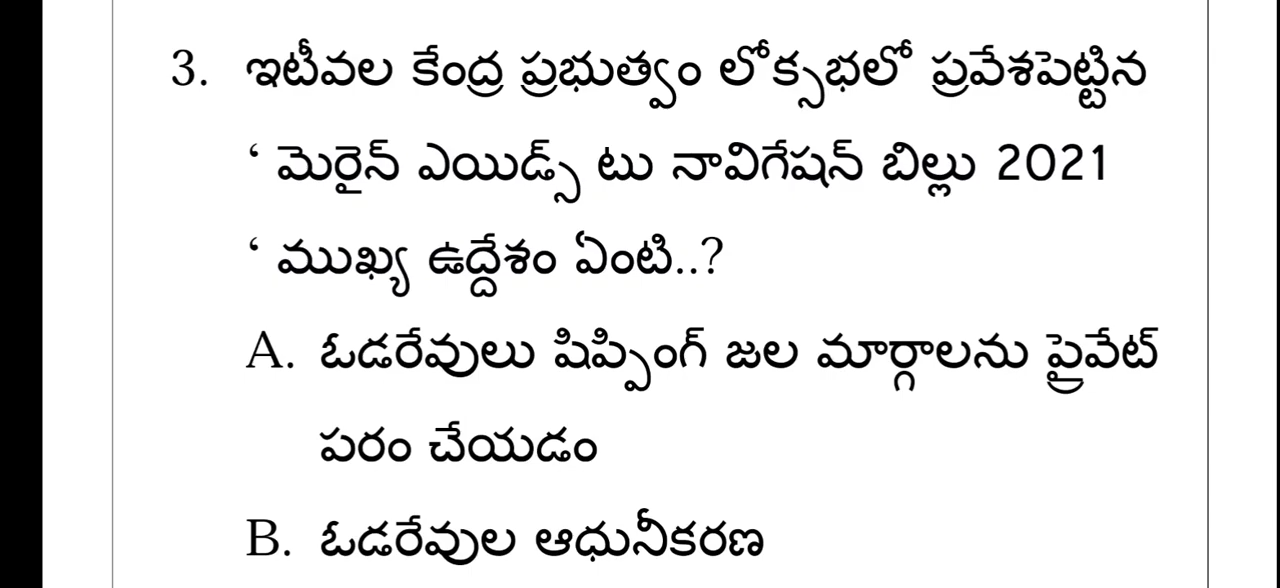 3. ఇటీవల కేంద్ర ప్రభుత్వం లోక్సభలో ప్రవేశపెట్టిన
‘ మెరైన్ ఎయిడ్స్ టు నావిగేషన్ బిల్లు 2021
‘ ముఖ్య ఉద్దేశం ఏంటి..?
A. ఓడరేవులు షిప్పింగ్ జల మార్గాలను ప్రైవేట్
పరం చేయడం
B. ఓడరేవుల ఆధునీకరణ